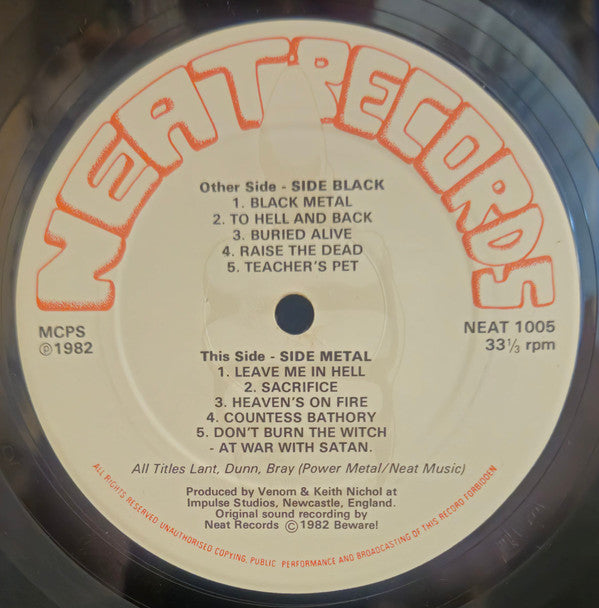 NEAT RECORDS
Other Side - SIDE BLACK
1. BLACK METAL
2. TO HELL AND BACK
3. BURIED ALIVE
4. RAISE THE DEAD
5. TEACHER'S PET
MCPS
℗1982
NEAT 1005
33⅓ rpm
This Side - SIDE METAL
1. LEAVE ME IN HELL
2. SACRIFICE
3. HEAVEN'S ON FIRE
4. COUNTESS BATHORY
5. DON'T BURN THE WITCH
- AT WAR WITH SATAN.
All Titles Lant, Dunn, Bray (Power Metal/Neat Music)
Produced by Venom & Keith Nichol at
Impulse Studios, Newcastle, England.
Original sound recording by
Neat Records ©1982 Beware!
ALL RIGHTS RESERVED UNAUTHORISED COPYING, PUBLIC PERFORMANCE AND BROADCASTING OF THIS RECORD FORBIDDEN